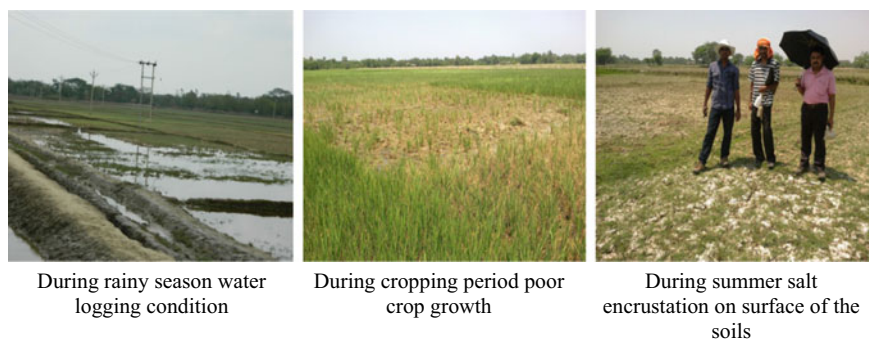 During rainy season water
logging condition
During cropping period poor
crop growth
During summer salt
encrustation on surface of the
soils